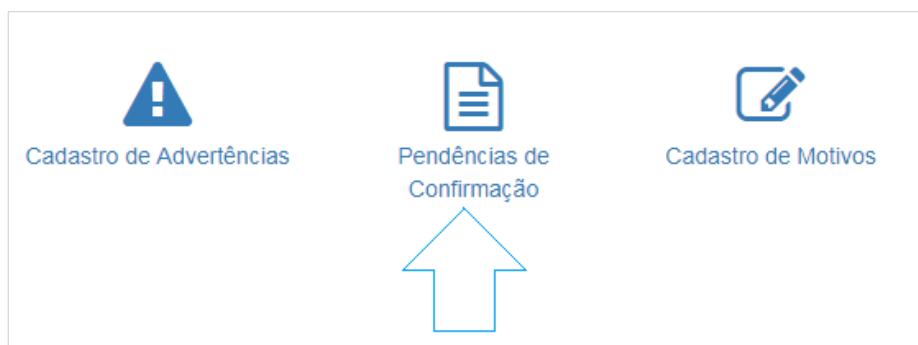 Cadastro de Advertências
Pendências de
Confirmação
Cadastro de Motivos